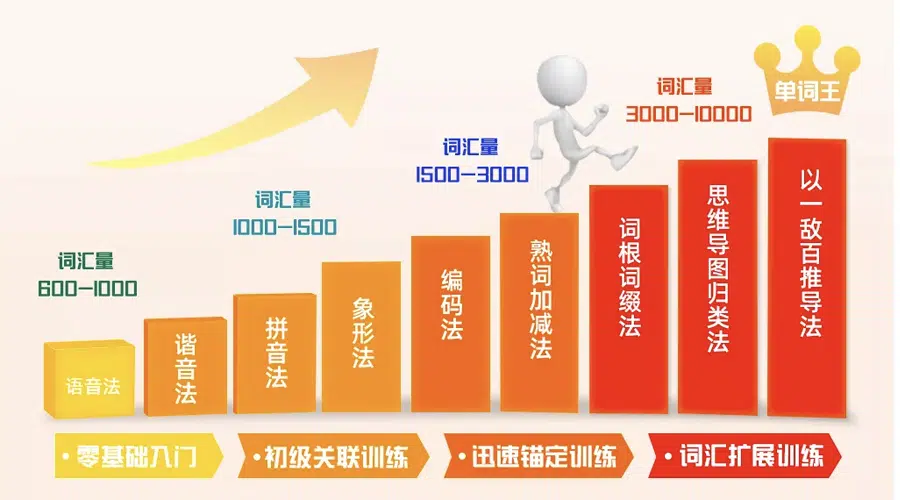 单词王
词汇量
3000-10000
词汇量
1500-3000
词汇量
1000-1500
词汇量
600-1000
语音法
谐音法
拼音法
象形法
编码法
熟词加减法
词根词缀法
思维导图归类法
以一敌百推导法
·零基础入门
·初级关联训练
·迅速锚定训练
·词汇扩展训练